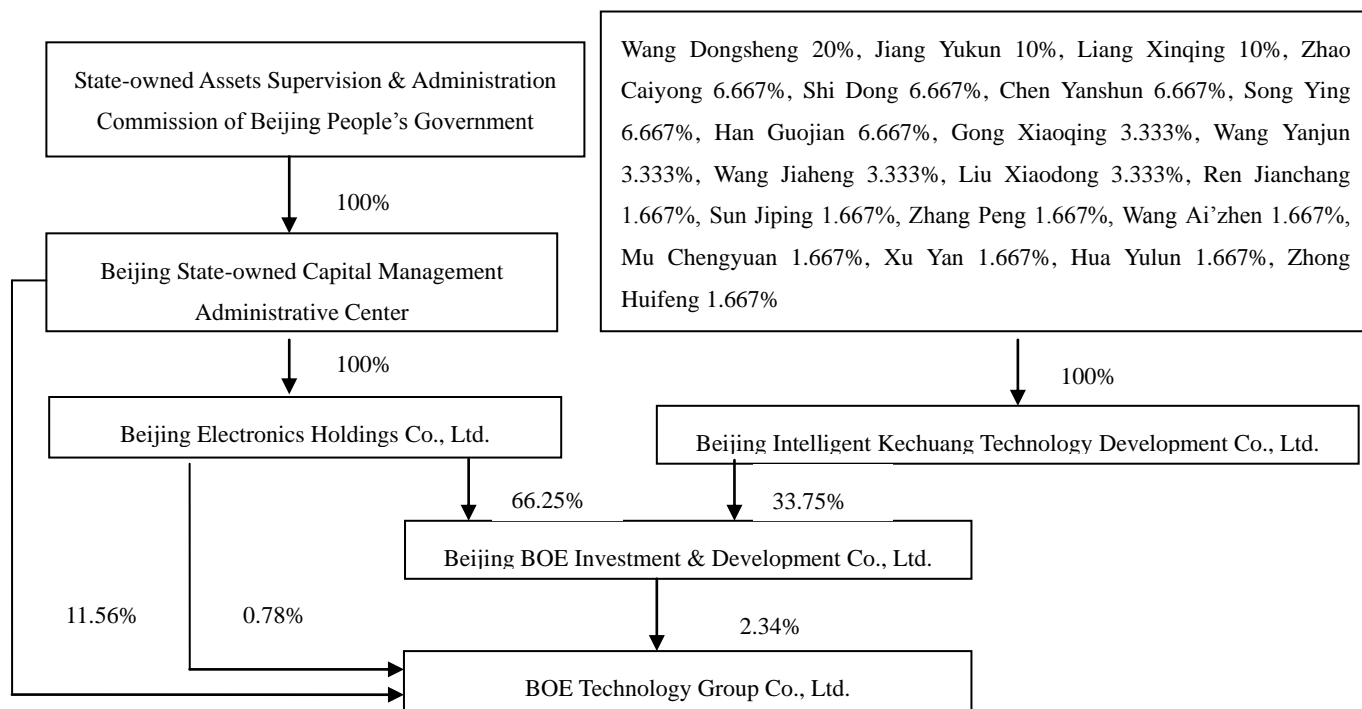 State-owned Assets Supervision & Administration
Commission of Beijing People’s Government
Wang Dongsheng 20%, Jiang Yukun 10%, Liang Xinqing 10%, Zhao
Caiyong 6.667%, Shi Dong 6.667%, Chen Yanshun 6.667%, Song Ying
6.667%, Han Guojian 6.667%, Gong Xiaoqing 3.333%, Wang Yanjun
3.333%, Wang Jiaheng 3.333%, Liu Xiaodong 3.333%, Ren Jianchang
1.667%, Sun Jiping 1.667%, Zhang Peng 1.667%, Wang Ai’zhen 1.667%,
Mu Chengyuan 1.667%, Xu Yan 1.667%, Hua Yulun 1.667%, Zhong
Huifeng 1.667%
100%
Beijing State-owned Capital Management
Administrative Center
100%
100%
Beijing Electronics Holdings Co., Ltd.
Beijing Intelligent Kechuang Technology Development Co., Ltd.
66.25%
33.75%
Beijing BOE Investment & Development Co., Ltd.
11.56%
0.78%
2.34%
BOE Technology Group Co., Ltd.